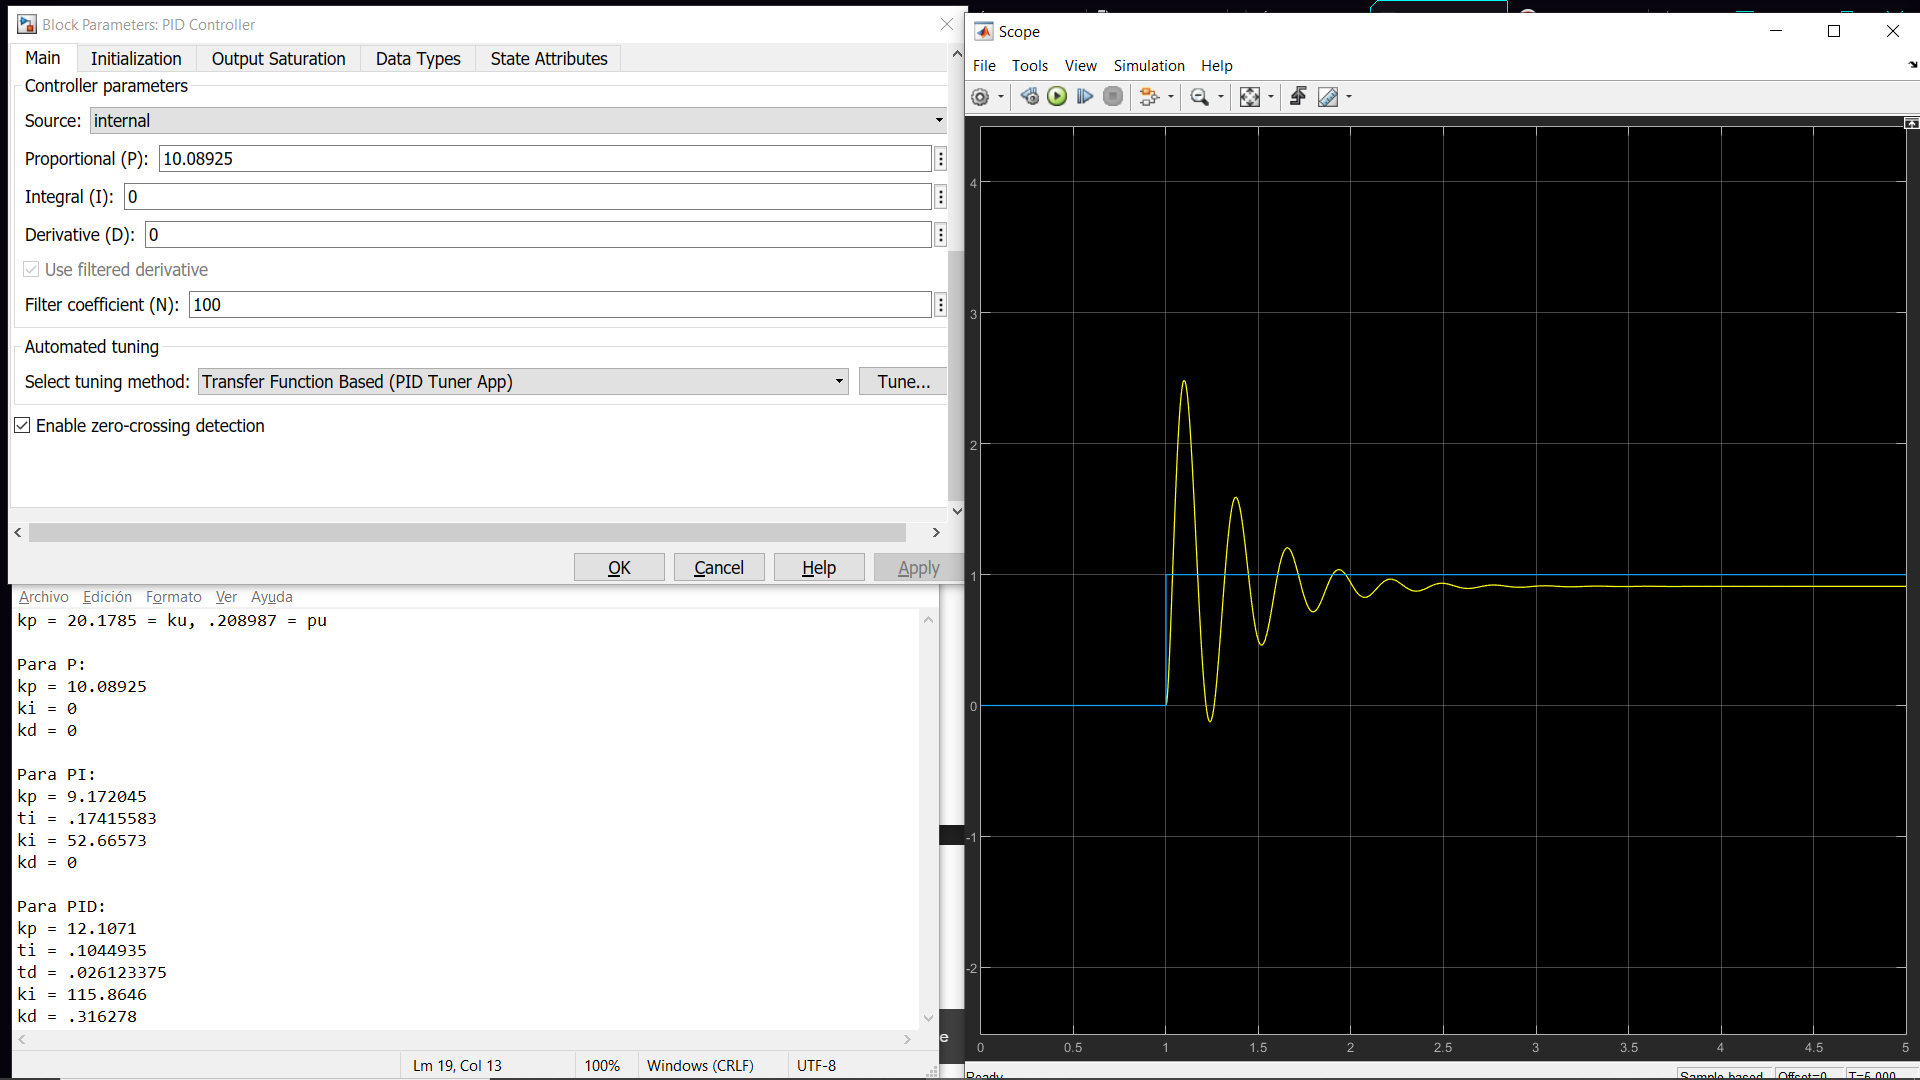 Block Parameters: PID Controller
Main Initialization Output Saturation Data Types State Attributes
Controller parameters
Source: internal
Proportional (P): 10.08925
Integral (I): 0
Derivative (D): 0
Use filtered derivative
Filter coefficient (N): 100
Automated tuning
Select tuning method: Transfer Function Based (PID Tuner App) Tune...
Enable zero-crossing detection
OK Cancel Help Apply
Archivo Edición Formato Ver Ayuda
kp = 20.1785 = ku, .208987 = pu
Para P:
kp = 10.08925
ki = 0
kd = 0
Para PI:
kp = 9.172045
ti = .17415583
ki = 52.66573
kd = 0
Para PID:
kp = 12.1071
ti = .1044935
td = .026123375
ki = 115.8646
kd = .316278
Lm 19, Col 13 100% Windows (CRLF) UTF-8
e
Scope
File Tools View Simulation Help
4
3
2
1
0
-1
-2
0 0.5 1 1.5 2 2.5 3 3.5 4 4.5 5
Ready Sample based Offset=0 T=5.000